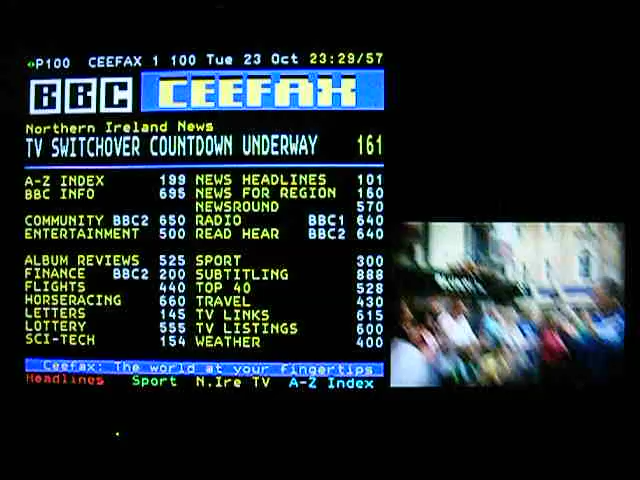 P100 CEEFAX 1 100 Tue 23 Oct 23:29/57
BBC CEEFAX
Northern Ireland News
TV SWITCHOVER COUNTDOWN UNDERWAY 161
A-Z INDEX 199 NEWS HEADLINES 101
BBC INFO 695 NEWS FOR REGION 160
NEWSROUND 570
COMMUNITY BBC2 650 RADIO BBC1 640
ENTERTAINMENT 500 READ HEAR BBC2 640
ALBUM REVIEWS 525 SPORT 300
FINANCE BBC2 200 SUBTITLING 888
FLIGHTS 440 TOP 40 528
HORSERACING 660 TRAVEL 430
LETTERS 145 TV LINKS 615
LOTTERY 555 TV LISTINGS 600
SCI-TECH 154 WEATHER 400
Ceefax: The world at your fingertips
Headlines Sport N.Ire TV A-Z Index